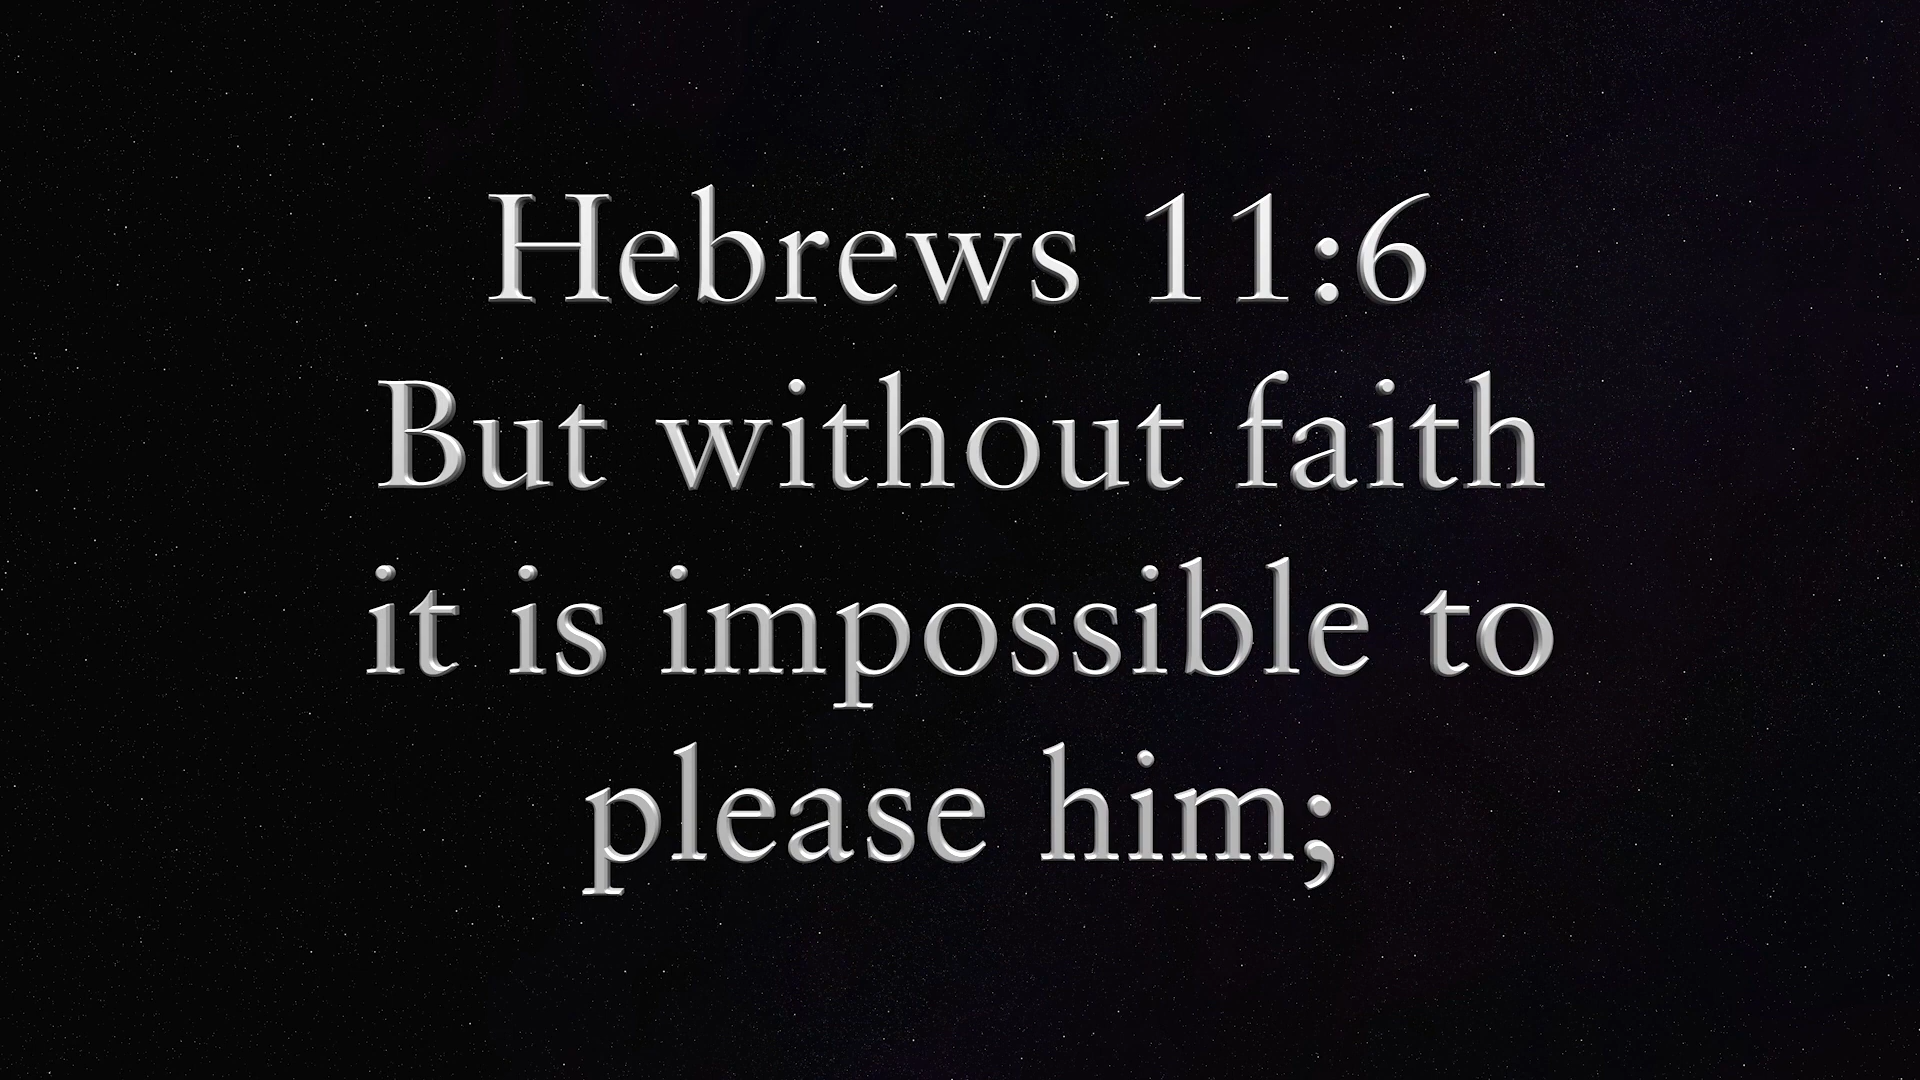 Hebrews 11:6
But without faith
it is impossible to
please him;